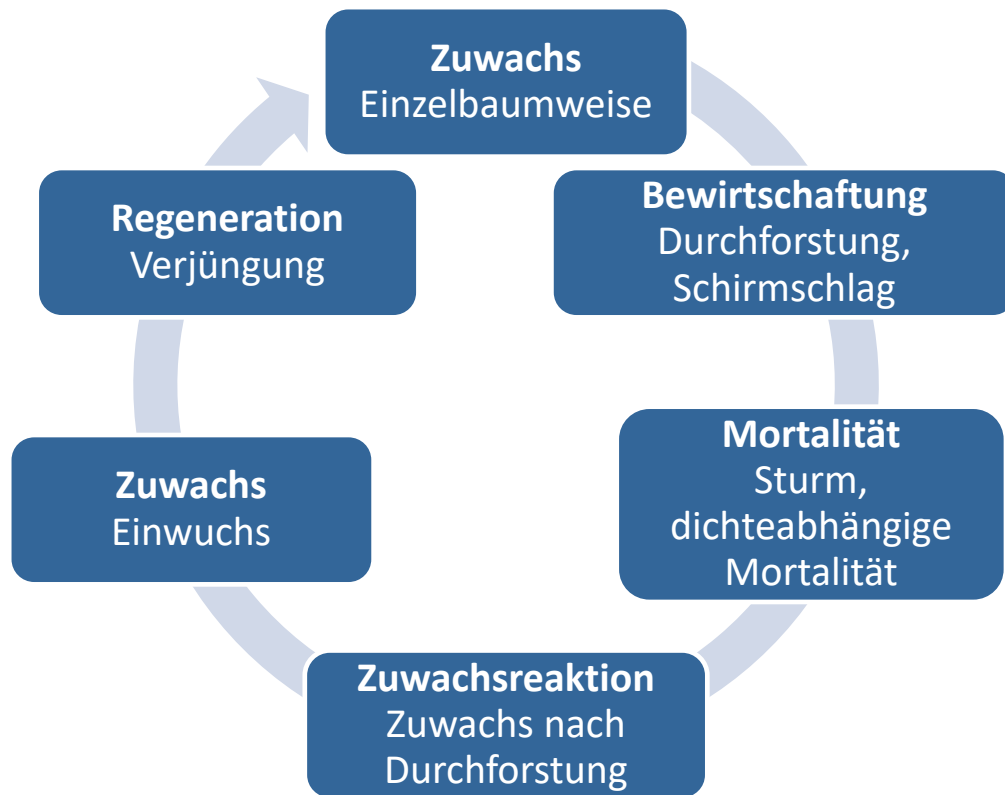 Zuwachs
Einzelbaumweise
Bewirtschaftung
Durchforstung,
Schirmschlag
Mortalität
Sturm,
dichteabhängige
Mortalität
Zuwachsreaktion
Zuwachs nach
Durchforstung
Zuwachs
Einwuchs
Regeneration
Verjüngung